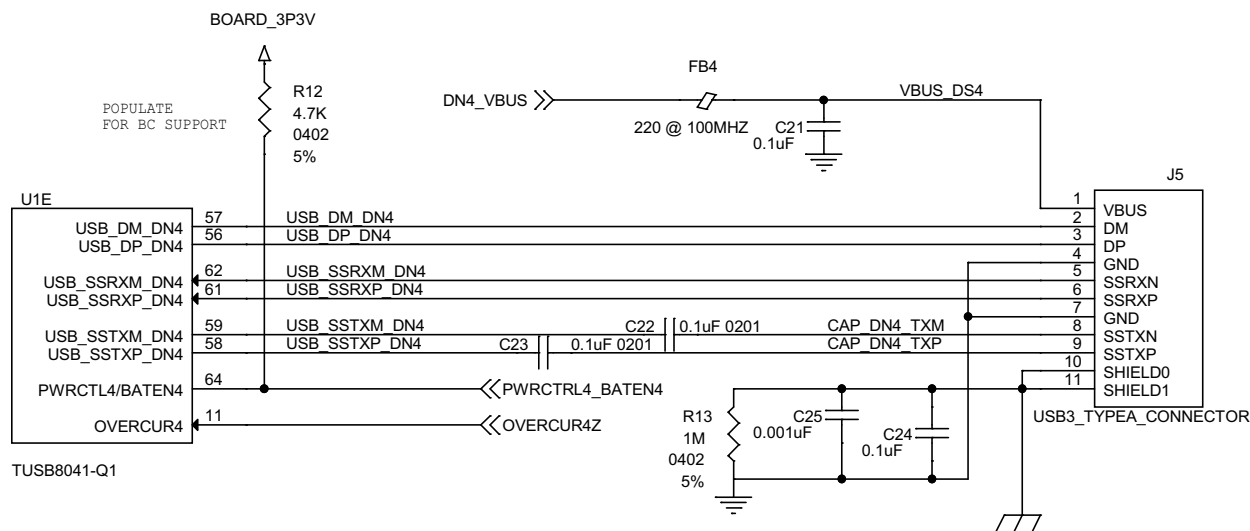 BOARD_3P3V
POPULATE
FOR BC SUPPORT
R12
4.7K
0402
5%
DN4_VBUS
FB4
220 @ 100MHZ
VBUS_DS4
C21
0.1uF
J5
U1E
USB_DM_DN4 57 USB_DM_DN4 2 DM
USB_DP_DN4 56 USB_DP_DN4 3 DP
1 VBUS
4 GND
USB_SSRXM_DN4 62 USB_SSRXM_DN4 5 SSRXN
USB_SSRXP_DN4 61 USB_SSRXP_DN4 6 SSRXP
7 GND
USB_SSTXM_DN4 59 USB_SSTXM_DN4 C22 0.1uF 0201 CAP_DN4_TXM 8 SSTXN
USB_SSTXP_DN4 58 USB_SSTXP_DN4 C23 0.1uF 0201 CAP_DN4_TXP 9 SSTXP
10 SHIELD0
PWRCTL4/BATEN4 64 PWRCTRL4_BATEN4 11 SHIELD1
OVERCUR4 11 OVERCUR4Z
USB3_TYPEA_CONNECTOR
R13
1M
0402
5%
C25
0.001uF
C24
0.1uF
TUSB8041-Q1